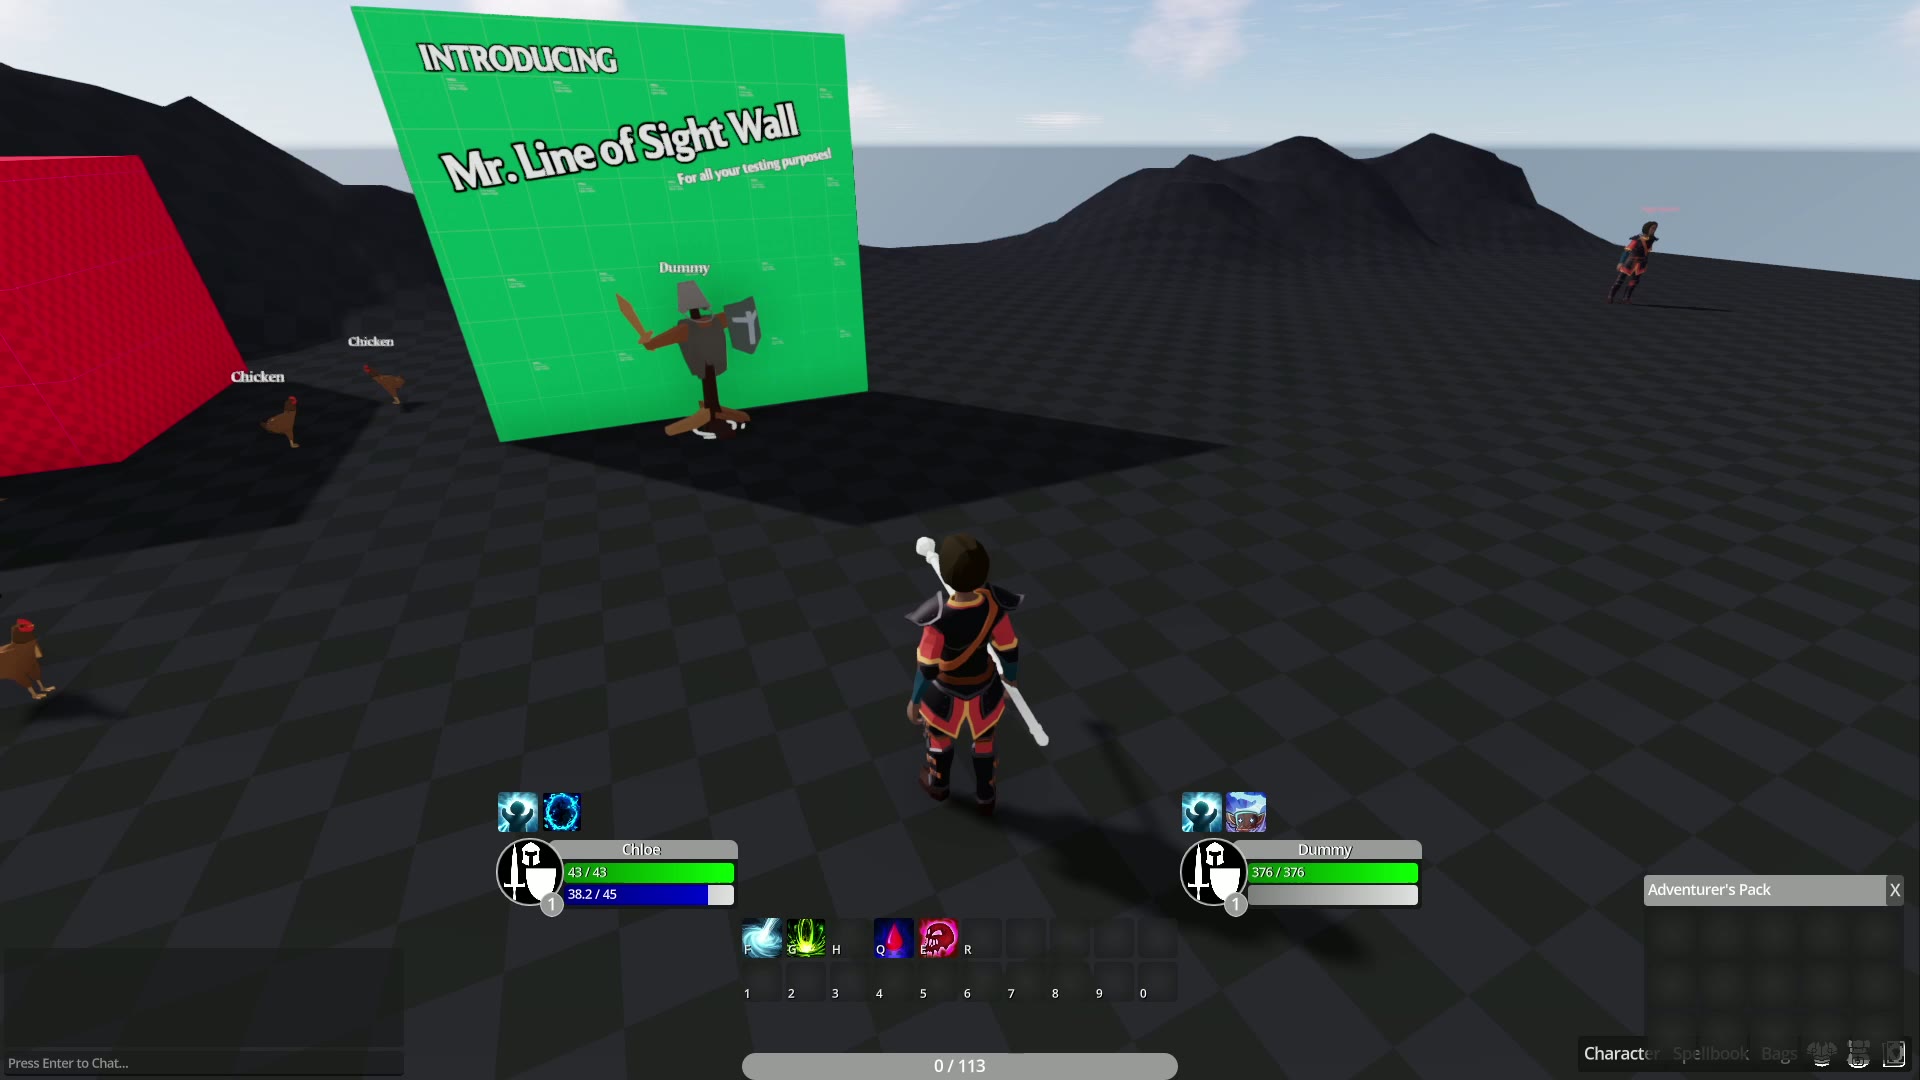 INTRODUCING
Mr. Line of Sight Wall
For all your testing purposes!
Dummy
Chicken
Chicken
Chloe
43 / 43
38.2 / 45
1
Dummy
376 / 376
1
Adventurer's Pack
X
F G H Q E R
1 2 3 4 5 6 7 8 9 0
Press Enter to Chat...
0 / 113
Character Spellbook Bags